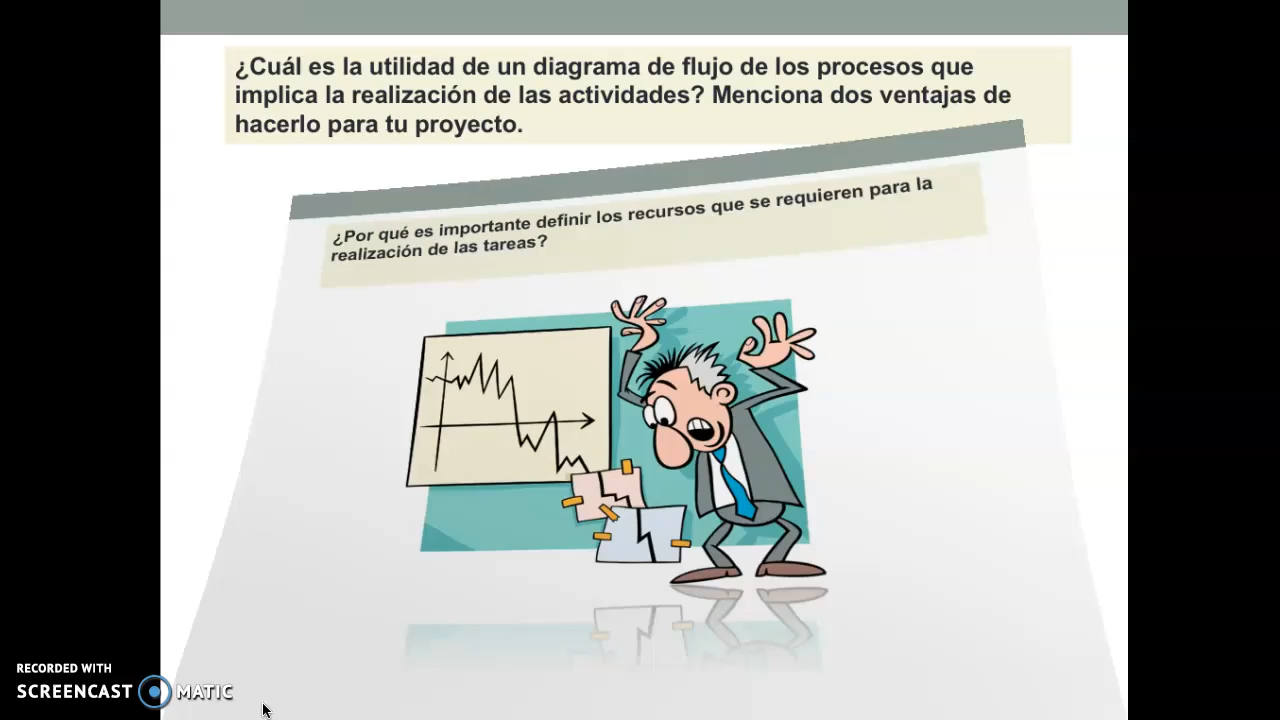 ¿Cuál es la utilidad de un diagrama de flujo de los procesos que
implica la realización de las actividades? Menciona dos ventajas de
hacerlo para tu proyecto.
¿Por qué es importante definir los recursos que se requieren para la
realización de las tareas?
RECORDED WITH
SCREENCAST MATIC